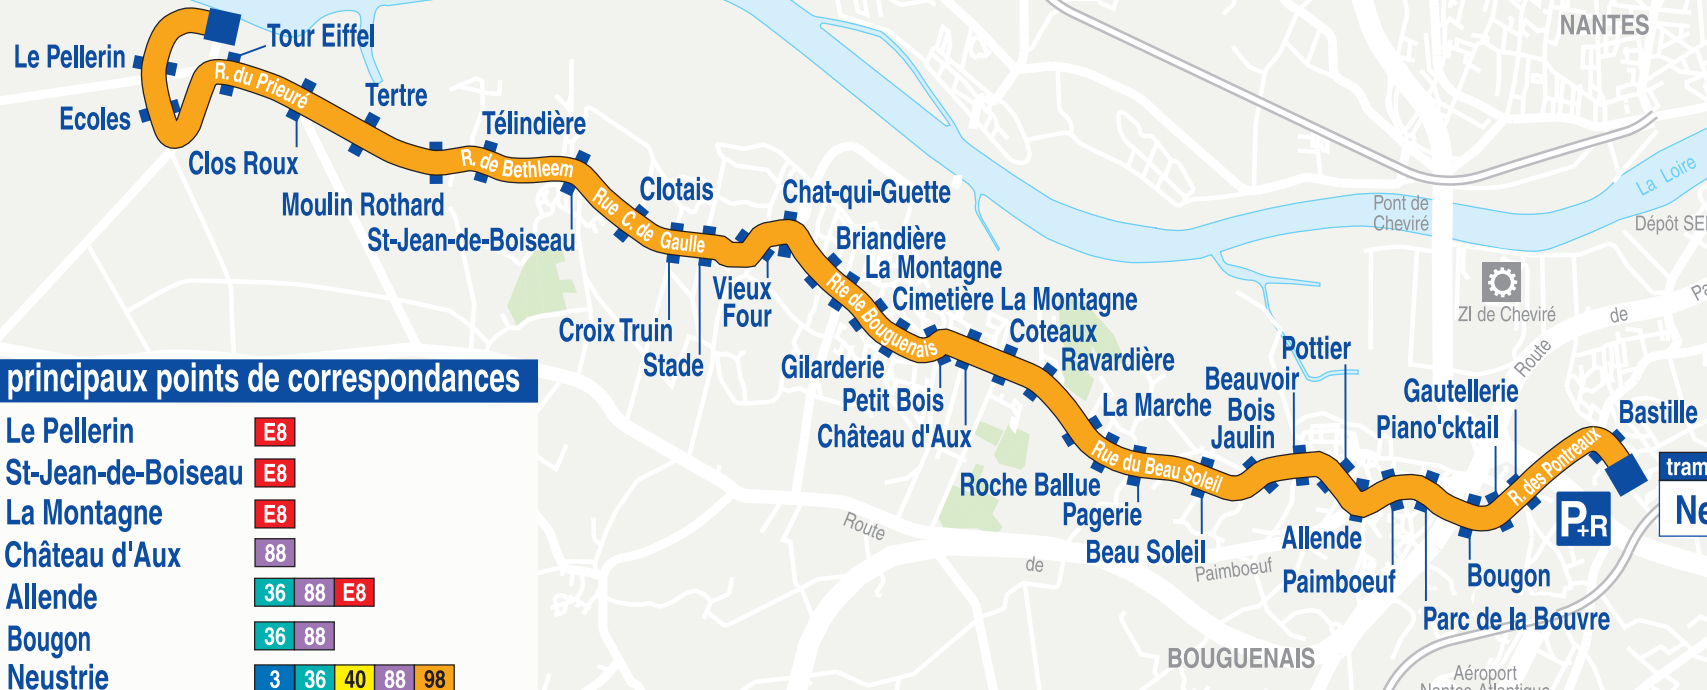 NANTES
Tour Eiffel
Le Pellerin
R. du Prieuré
Tertre
Ecoles
Télindière
Clos Roux
R. de Bethleem
La Loire
Moulin Rothard
Rue C. de Gaulle
Clotais
Chat-qui-Guette
Pont de
Cheviré
St-Jean-de-Boiseau
Briandière
La Montagne
Vieux
Four
Rte de Bouguenais
Cimetière La Montagne
ZI de Cheviré
de
Croix Truin
Coteaux
Stade
Gilarderie
Ravardière
Pottier
Route
principaux points de correspondances
Petit Bois
Beauvoir
Gautellerie
La Marche
Bois
Jaulin
Bastille
Château d'Aux
Piano'cktail
Le Pellerin E8
St-Jean-de-Boiseau E8
La Montagne E8
Château d'Aux 88
Allende 36 88 E8
Bougon 36 88
Neustrie 3 36 40 88 98
Rue du Beau Soleil
R. des Pontreaux
Roche Ballue
Pagerie
Beau Soleil
Route
de
Paimboeuf
Allende
P+R
Paimboeuf
Bougon
Parc de la Bouvre
BOUGUENAIS
Aéroport
Nantes Atlantique